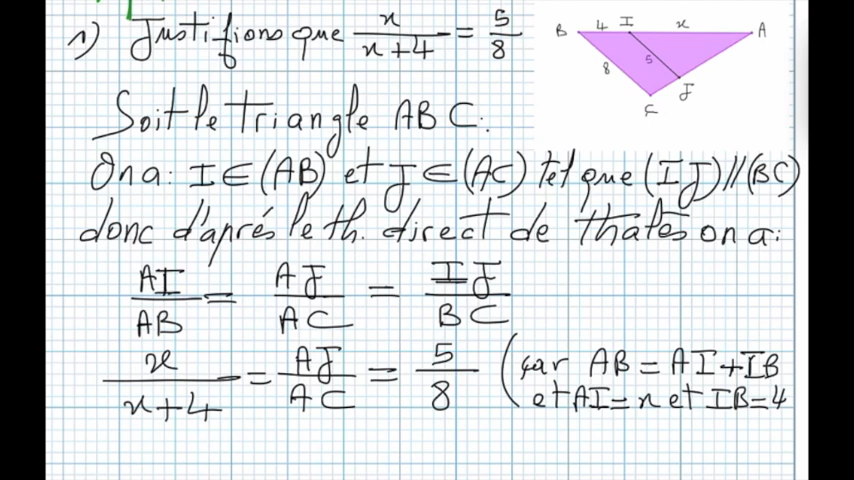 1) Justifions que x/(x+4) = 5/8
B 4 I x A
8 5
C J
Soit le triangle ABC.
On a: I∈(AB) et J∈(AC) tel que (IJ)//(BC)
donc d'aprés le th. direct de thalès on a:
AI/AB = AJ/AC = IJ/BC
x/(x+4) = AJ/AC = 5/8 (car AB = AI+IB
et AI=x et IB=4